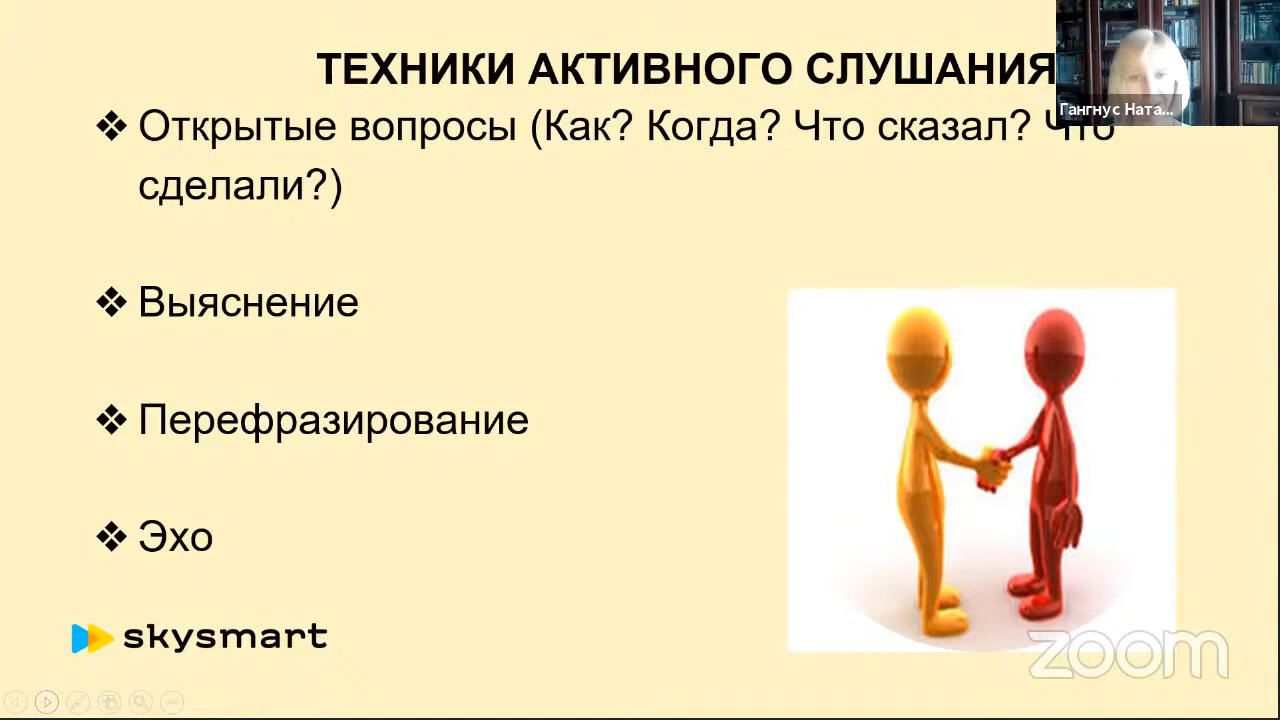 ТЕХНИКИ АКТИВНОГО СЛУШАНИЯ
Гангнус Ната...
❖ Открытые вопросы (Как? Когда? Что сказал? Что
сделали?)
❖ Выяснение
❖ Перефразирование
❖ Эхо
skysmart
zoom